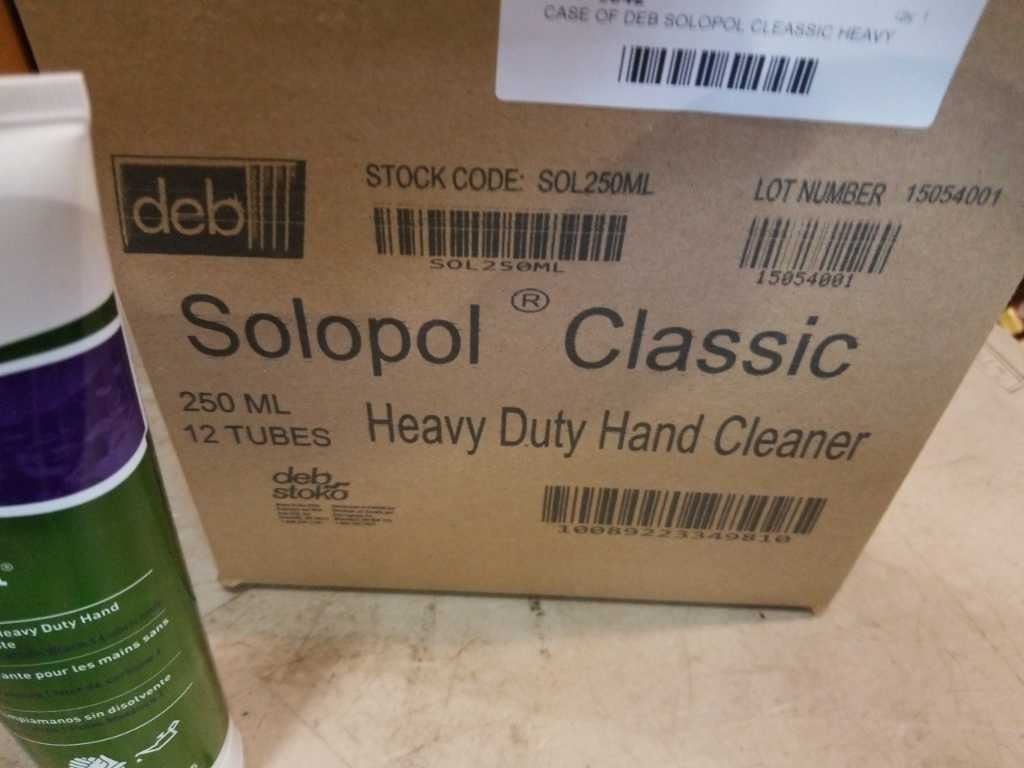 CASE OF DEB SOLOPOL CLEASSIC HEAVY
Qty 1
deb
STOCK CODE: SOL250ML
SOL250ML
LOT NUMBER 15054001
15054001
Solopol® Classic
250 ML
12 TUBES
Heavy Duty Hand Cleaner
deb
stoko
10089223349810
®
Heavy Duty Hand
ante pour les mains sans
mpiamanos sin disolvente